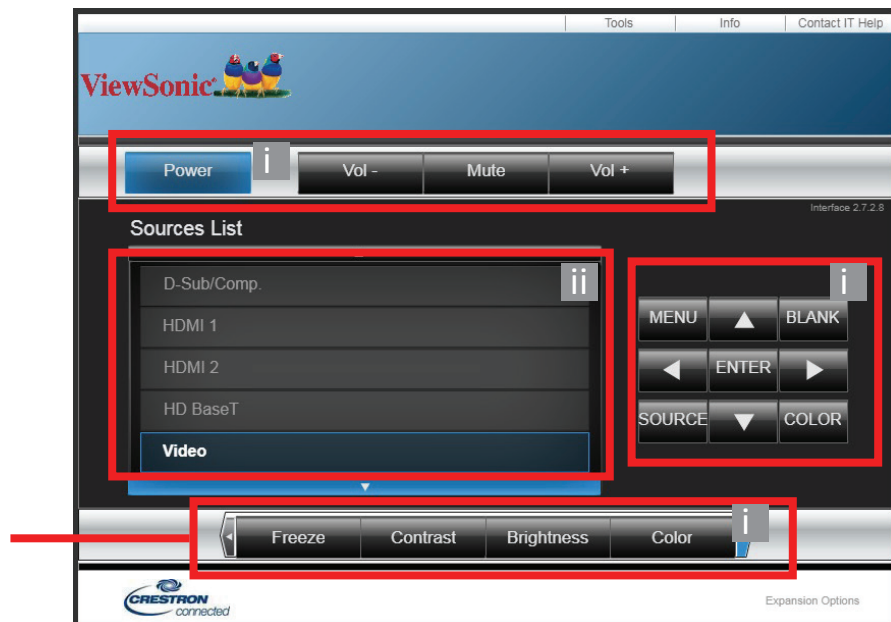 Tools Info Contact IT Help
ViewSonic
Power i Vol - Mute Vol +
Interface 2.7.2.8
Sources List
D-Sub/Comp. ii i
HDMI 1 MENU BLANK
HDMI 2 ENTER
HD BaseT SOURCE COLOR
Video
Freeze Contrast Brightness Color i
CRESTRON
connected
Expansion Options